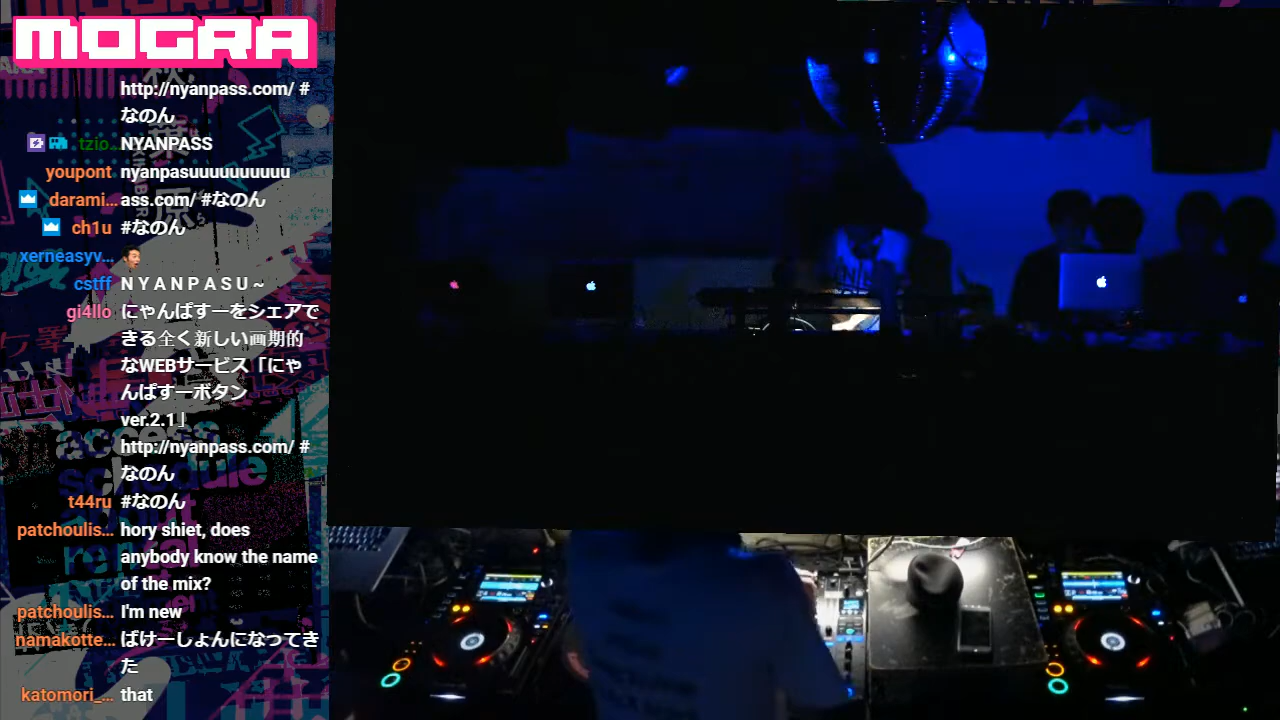 MOGRA
http://nyanpass.com/ #
なのん
tzio... NYANPASS
youpont nyanpasuuuuuuuuuu
darami... ass.com/ #なのん
ch1u #なのん
xerneasyv...
cstff N Y A N P A S U ~
gi4llo にゃんぱすーをシェアで
きる全く新しい画期的
なWEBサービス「にゃ
んぱすーボタン
ver.2.1」
http://nyanpass.com/ #
なのん
t44ru #なのん
patchoulis... hory shiet, does
anybody know the name
of the mix?
patchoulis... I'm new
namakotte... ばけーしょんになってき
た
katomori_... that
access
schedule